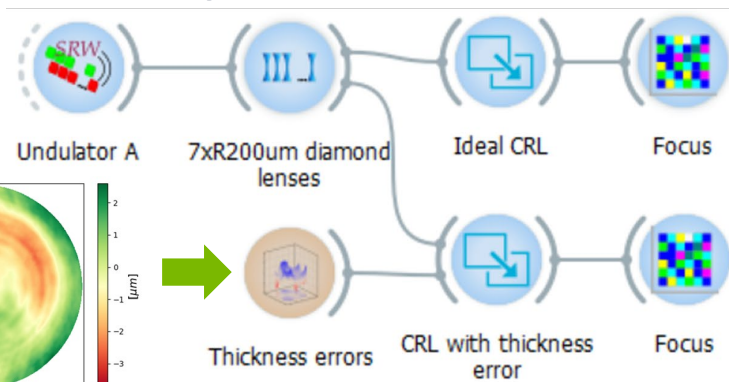 SRW
Undulator A
7xR200um diamond
lenses
Ideal CRL
Focus
2
1
0
−1
−2
−3
[μm]
Thickness errors
CRL with thickness
error
Focus